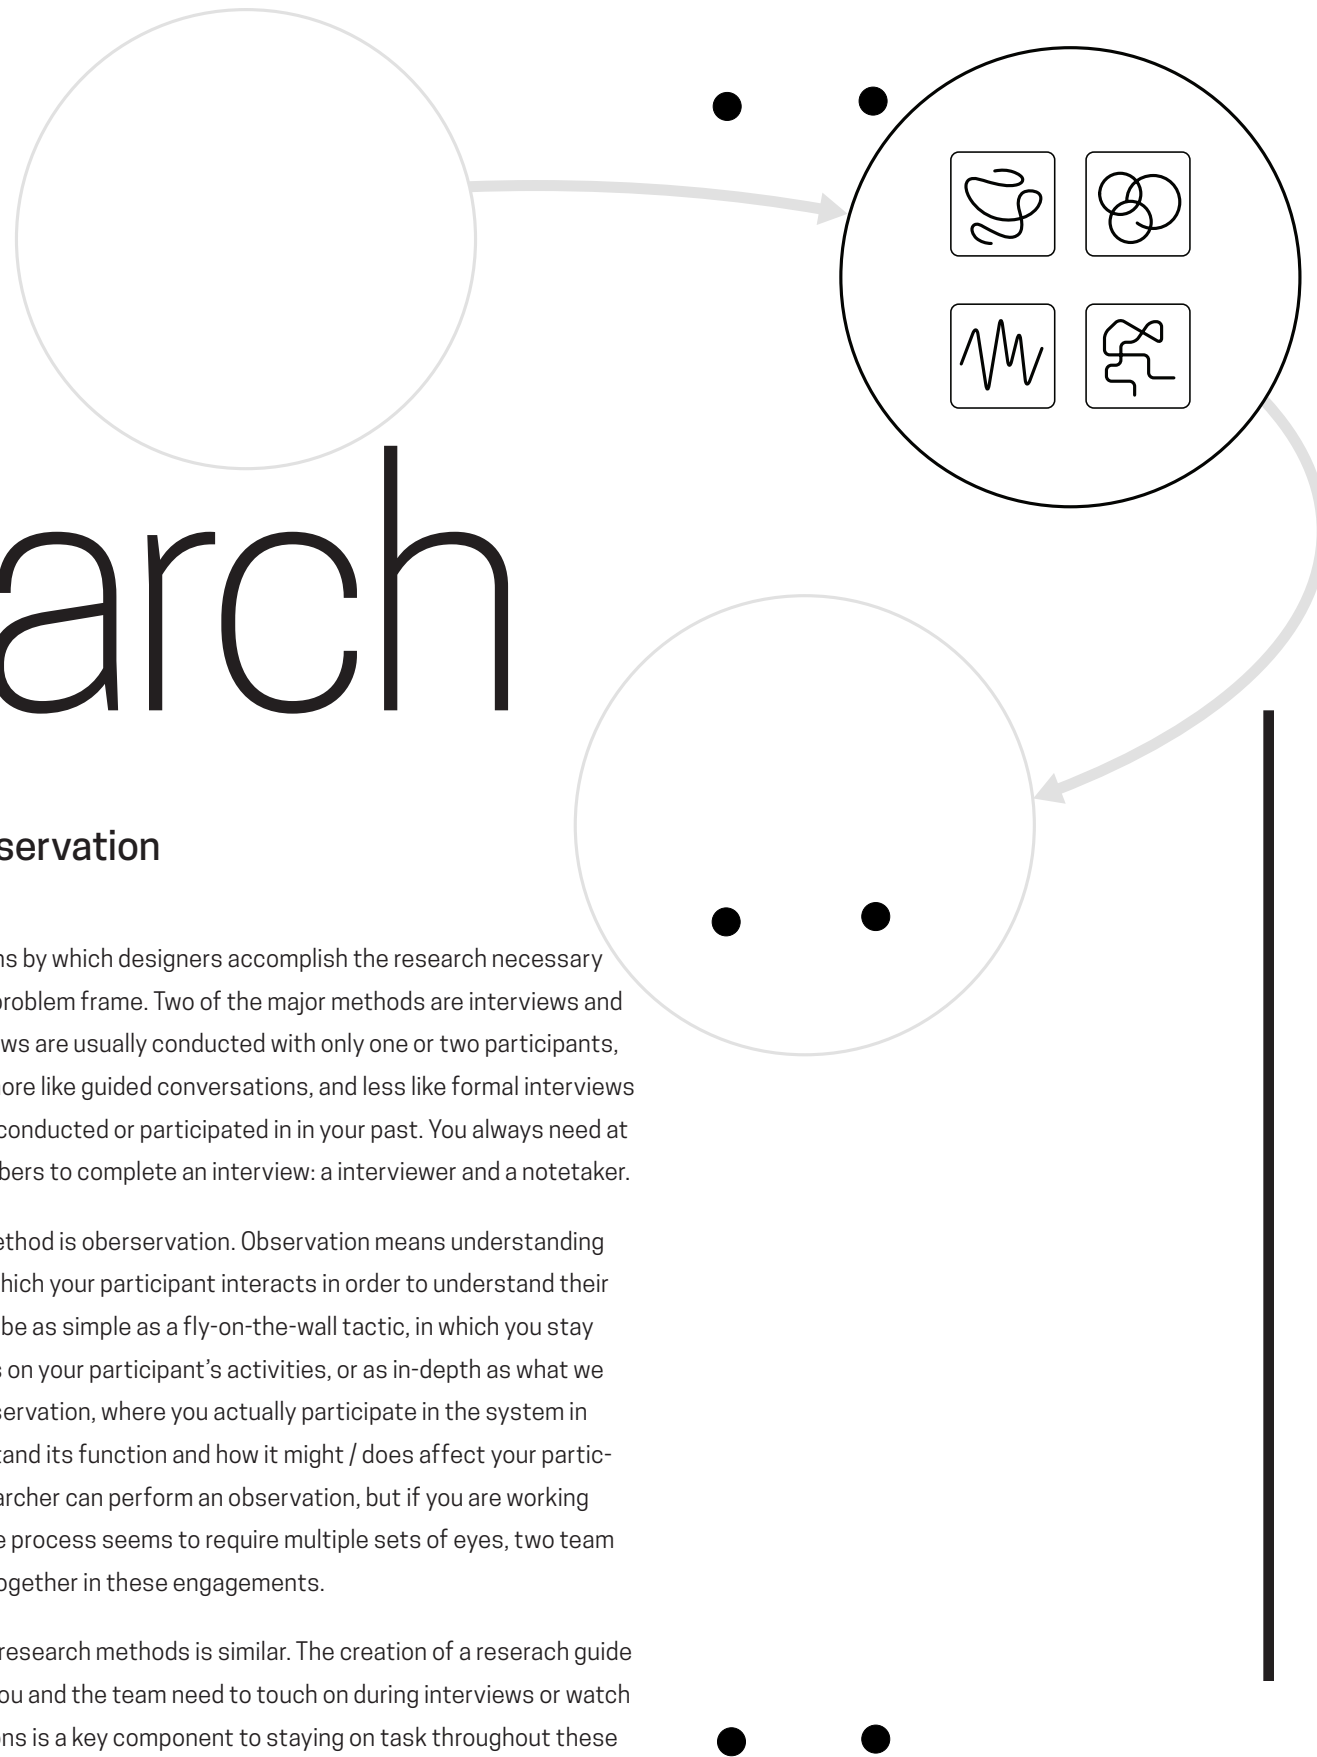 arch
servation
ns by which designers accomplish the research necessary
problem frame. Two of the major methods are interviews and
ws are usually conducted with only one or two participants,
ore like guided conversations, and less like formal interviews
conducted or participated in in your past. You always need at
bers to complete an interview: a interviewer and a notetaker.
ethod is oberservation. Observation means understanding
hich your participant interacts in order to understand their
be as simple as a fly-on-the-wall tactic, in which you stay
s on your participant’s activities, or as in-depth as what we
servation, where you actually participate in the system in
tand its function and how it might / does affect your partic-
archer can perform an observation, but if you are working
e process seems to require multiple sets of eyes, two team
ogether in these engagements.
research methods is similar. The creation of a reserach guide
ou and the team need to touch on during interviews or watch
ns is a key component to staying on task throughout these